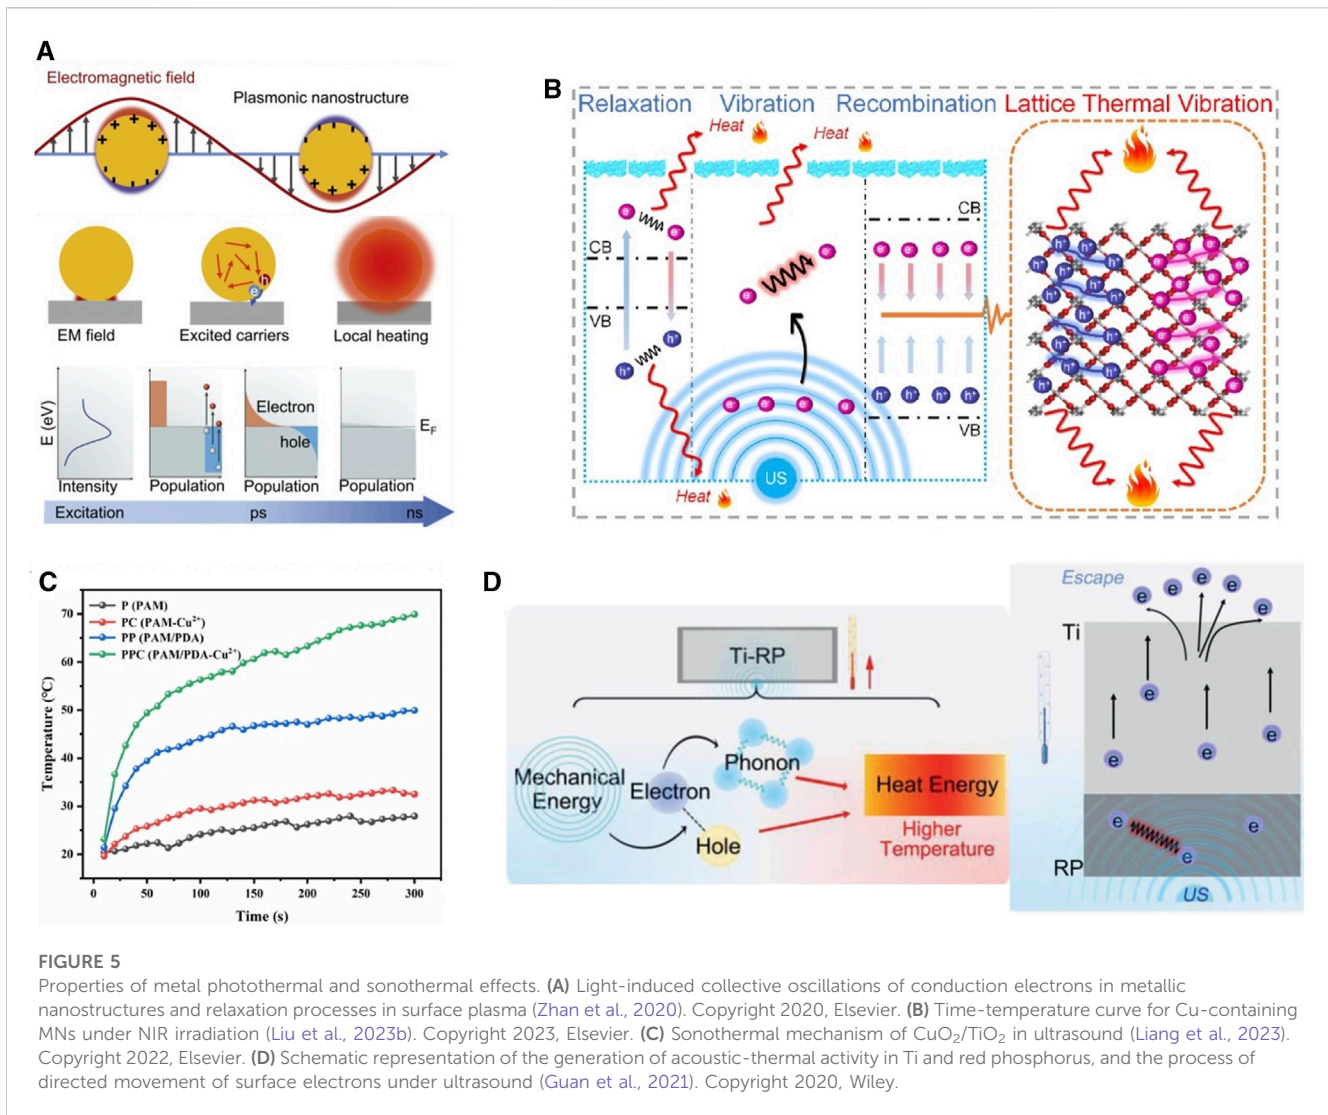 A
Electromagnetic field
Plasmonic nanostructure
EM field
Excited carriers
Local heating
h
e
E (eV)
Electron
hole
E_F
Intensity
Population
Population
Population
Excitation
ps
ns
B
Relaxation
Vibration
Recombination
Lattice Thermal Vibration
Heat
Heat
CB
VB
CB
VB
e⁻
e⁻
h⁺
h⁺
e⁻
e⁻
e⁻ e⁻ e⁻ e⁻
e⁻ e⁻ e⁻ e⁻
h⁺ h⁺ h⁺ h⁺
Heat
US
C
P (PAM)
PC (PAM-Cu²⁺)
PP (PAM/PDA)
PPC (PAM/PDA-Cu²⁺)
Temperature (°C)
70
60
50
40
30
20
0 50 100 150 200 250 300
Time (s)
D
Ti-RP
Mechanical
Energy
Electron
Phonon
Hole
Heat Energy
Higher
Temperature
Escape
e e e e e
Ti
e
e e e
e
e e
e
RP
US
FIGURE 5
Properties of metal photothermal and sonothermal effects. (A) Light-induced collective oscillations of conduction electrons in metallic
nanostructures and relaxation processes in surface plasma (Zhan et al., 2020). Copyright 2020, Elsevier. (B) Time-temperature curve for Cu-containing
MNs under NIR irradiation (Liu et al., 2023b). Copyright 2023, Elsevier. (C) Sonothermal mechanism of CuO₂/TiO₂ in ultrasound (Liang et al., 2023).
Copyright 2022, Elsevier. (D) Schematic representation of the generation of acoustic-thermal activity in Ti and red phosphorus, and the process of
directed movement of surface electrons under ultrasound (Guan et al., 2021). Copyright 2020, Wiley.